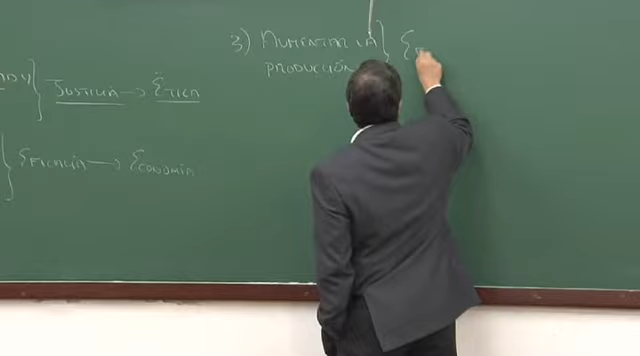 Justicia → Ética
Eficacia → Economía
3) Aumentar la } E
producción